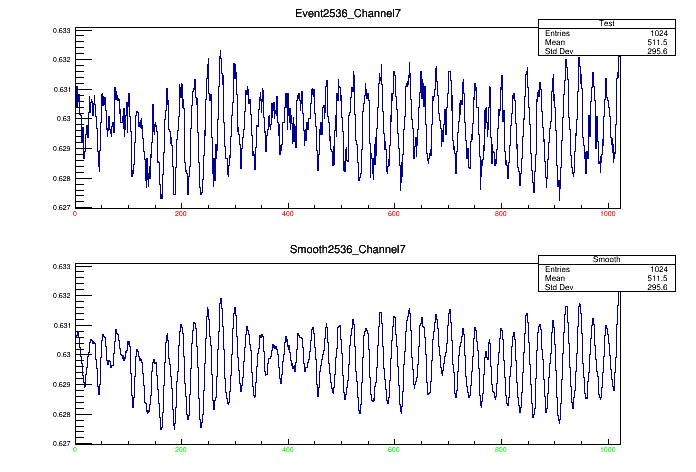 Event2536_Channel7
Test
Entries 1024
Mean 511.5
Std Dev 295.6
0.633
0.632
0.631
0.63
0.629
0.628
0.627
0 200 400 600 800 1000
Smooth2536_Channel7
Smooth
Entries 1024
Mean 511.5
Std Dev 295.6
0.633
0.632
0.631
0.63
0.629
0.628
0.627
0 200 400 600 800 1000